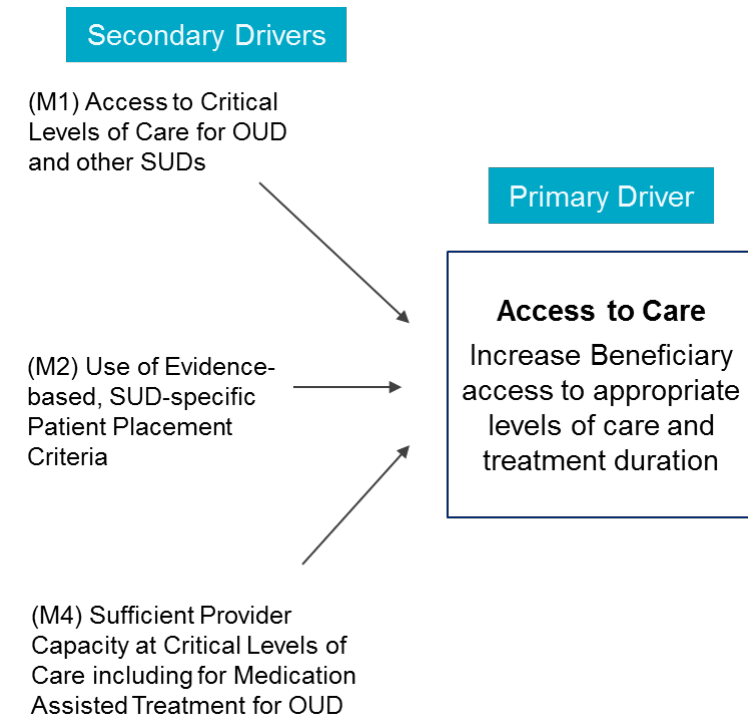 Secondary Drivers
(M1) Access to Critical
Levels of Care for OUD
and other SUDs
Primary Driver
Access to Care
Increase Beneficiary
access to appropriate
levels of care and
treatment duration
(M2) Use of Evidence-
based, SUD-specific
Patient Placement
Criteria
(M4) Sufficient Provider
Capacity at Critical Levels of
Care including for Medication
Assisted Treatment for OUD